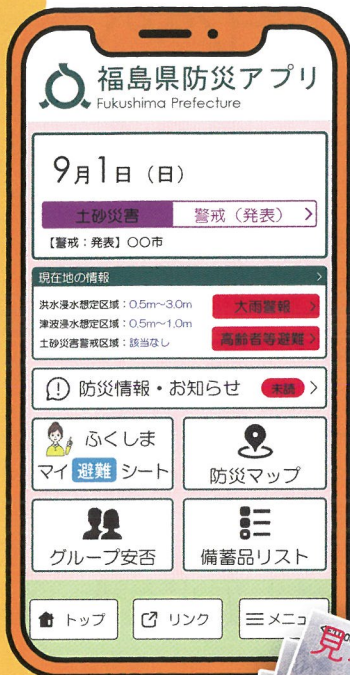 福島県防災アプリ
Fukushima Prefecture
9月1日（日）
土砂災害 警戒（発表） >
【警戒：発表】〇〇市
現在地の情報 >
洪水浸水想定区域：0.5m～3.0m
大雨警報 >
津波浸水想定区域：0.5m～1.0m
土砂災害警戒区域：該当なし
高齢者等避難 >
防災情報・お知らせ 未読 >
ふくしま
マイ 避難 シート
防災マップ
グループ安否
備蓄品リスト
トップ
リンク
メニュ
見